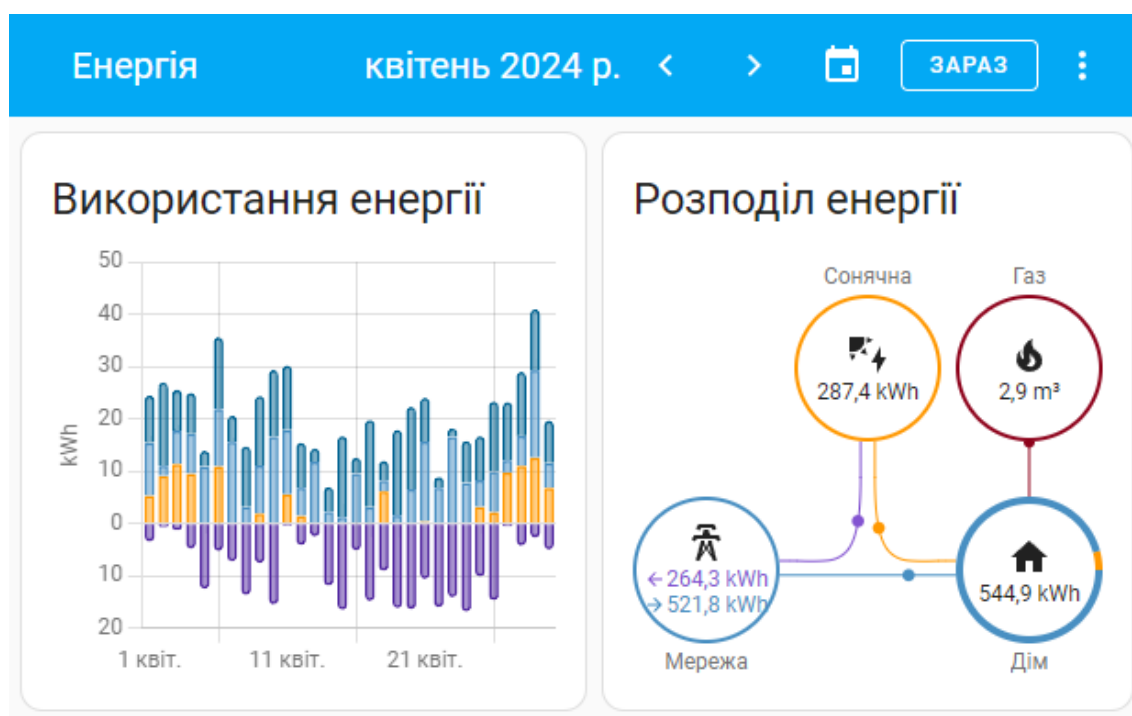 Енергія
квітень 2024 р.
ЗАРАЗ
Використання енергії
50
40
30
20
10
0
10
20
kWh
1 квіт.
11 квіт.
21 квіт.
Розподіл енергії
Сонячна
Газ
287,4 kWh
2,9 m³
←264,3 kWh
→521,8 kWh
544,9 kWh
Мережа
Дім